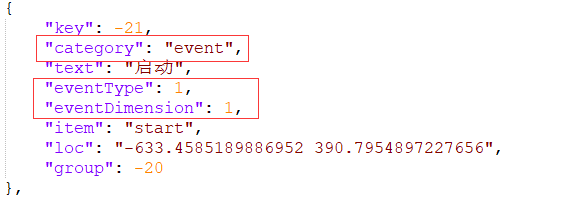 {
"key": -21,
"category": "event",
"text": "启动",
"eventType": 1,
"eventDimension": 1,
"item": "start",
"loc": "-633.4585189886952 390.7954897227656",
"group": -20
},